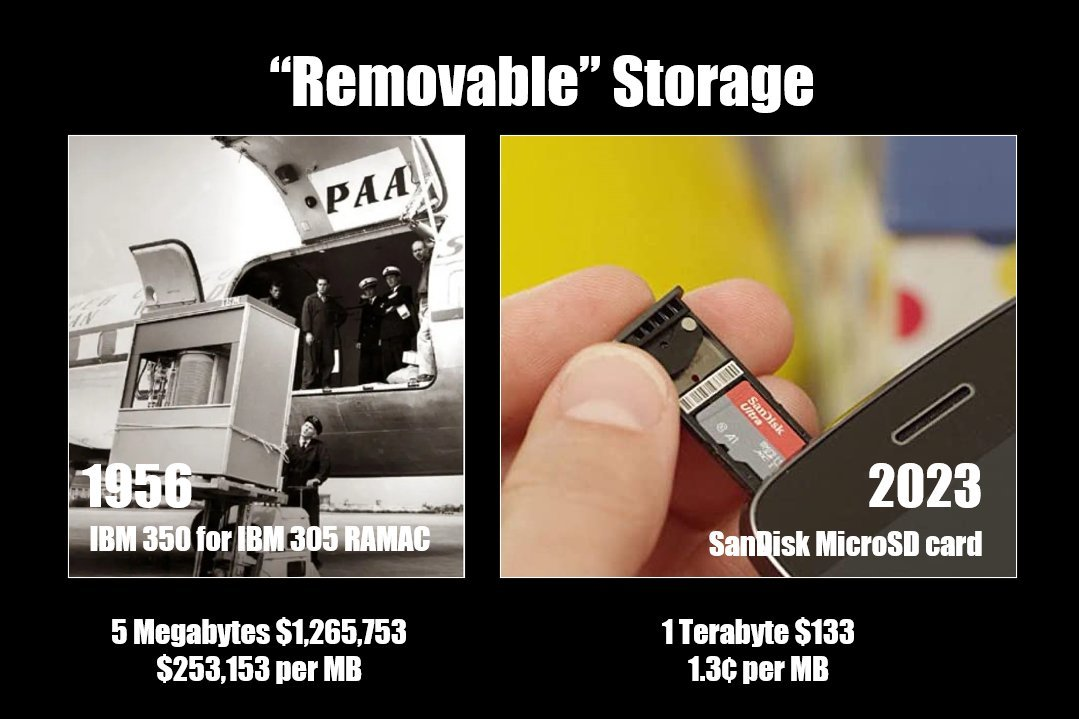 “Removable” Storage
PAA
1956
IBM 350 for IBM 305 RAMAC
SanDisk
Ultra
A1
2023
SanDisk MicroSD card
5 Megabytes $1,265,753
$253,153 per MB
1 Terabyte $133
1.3¢ per MB